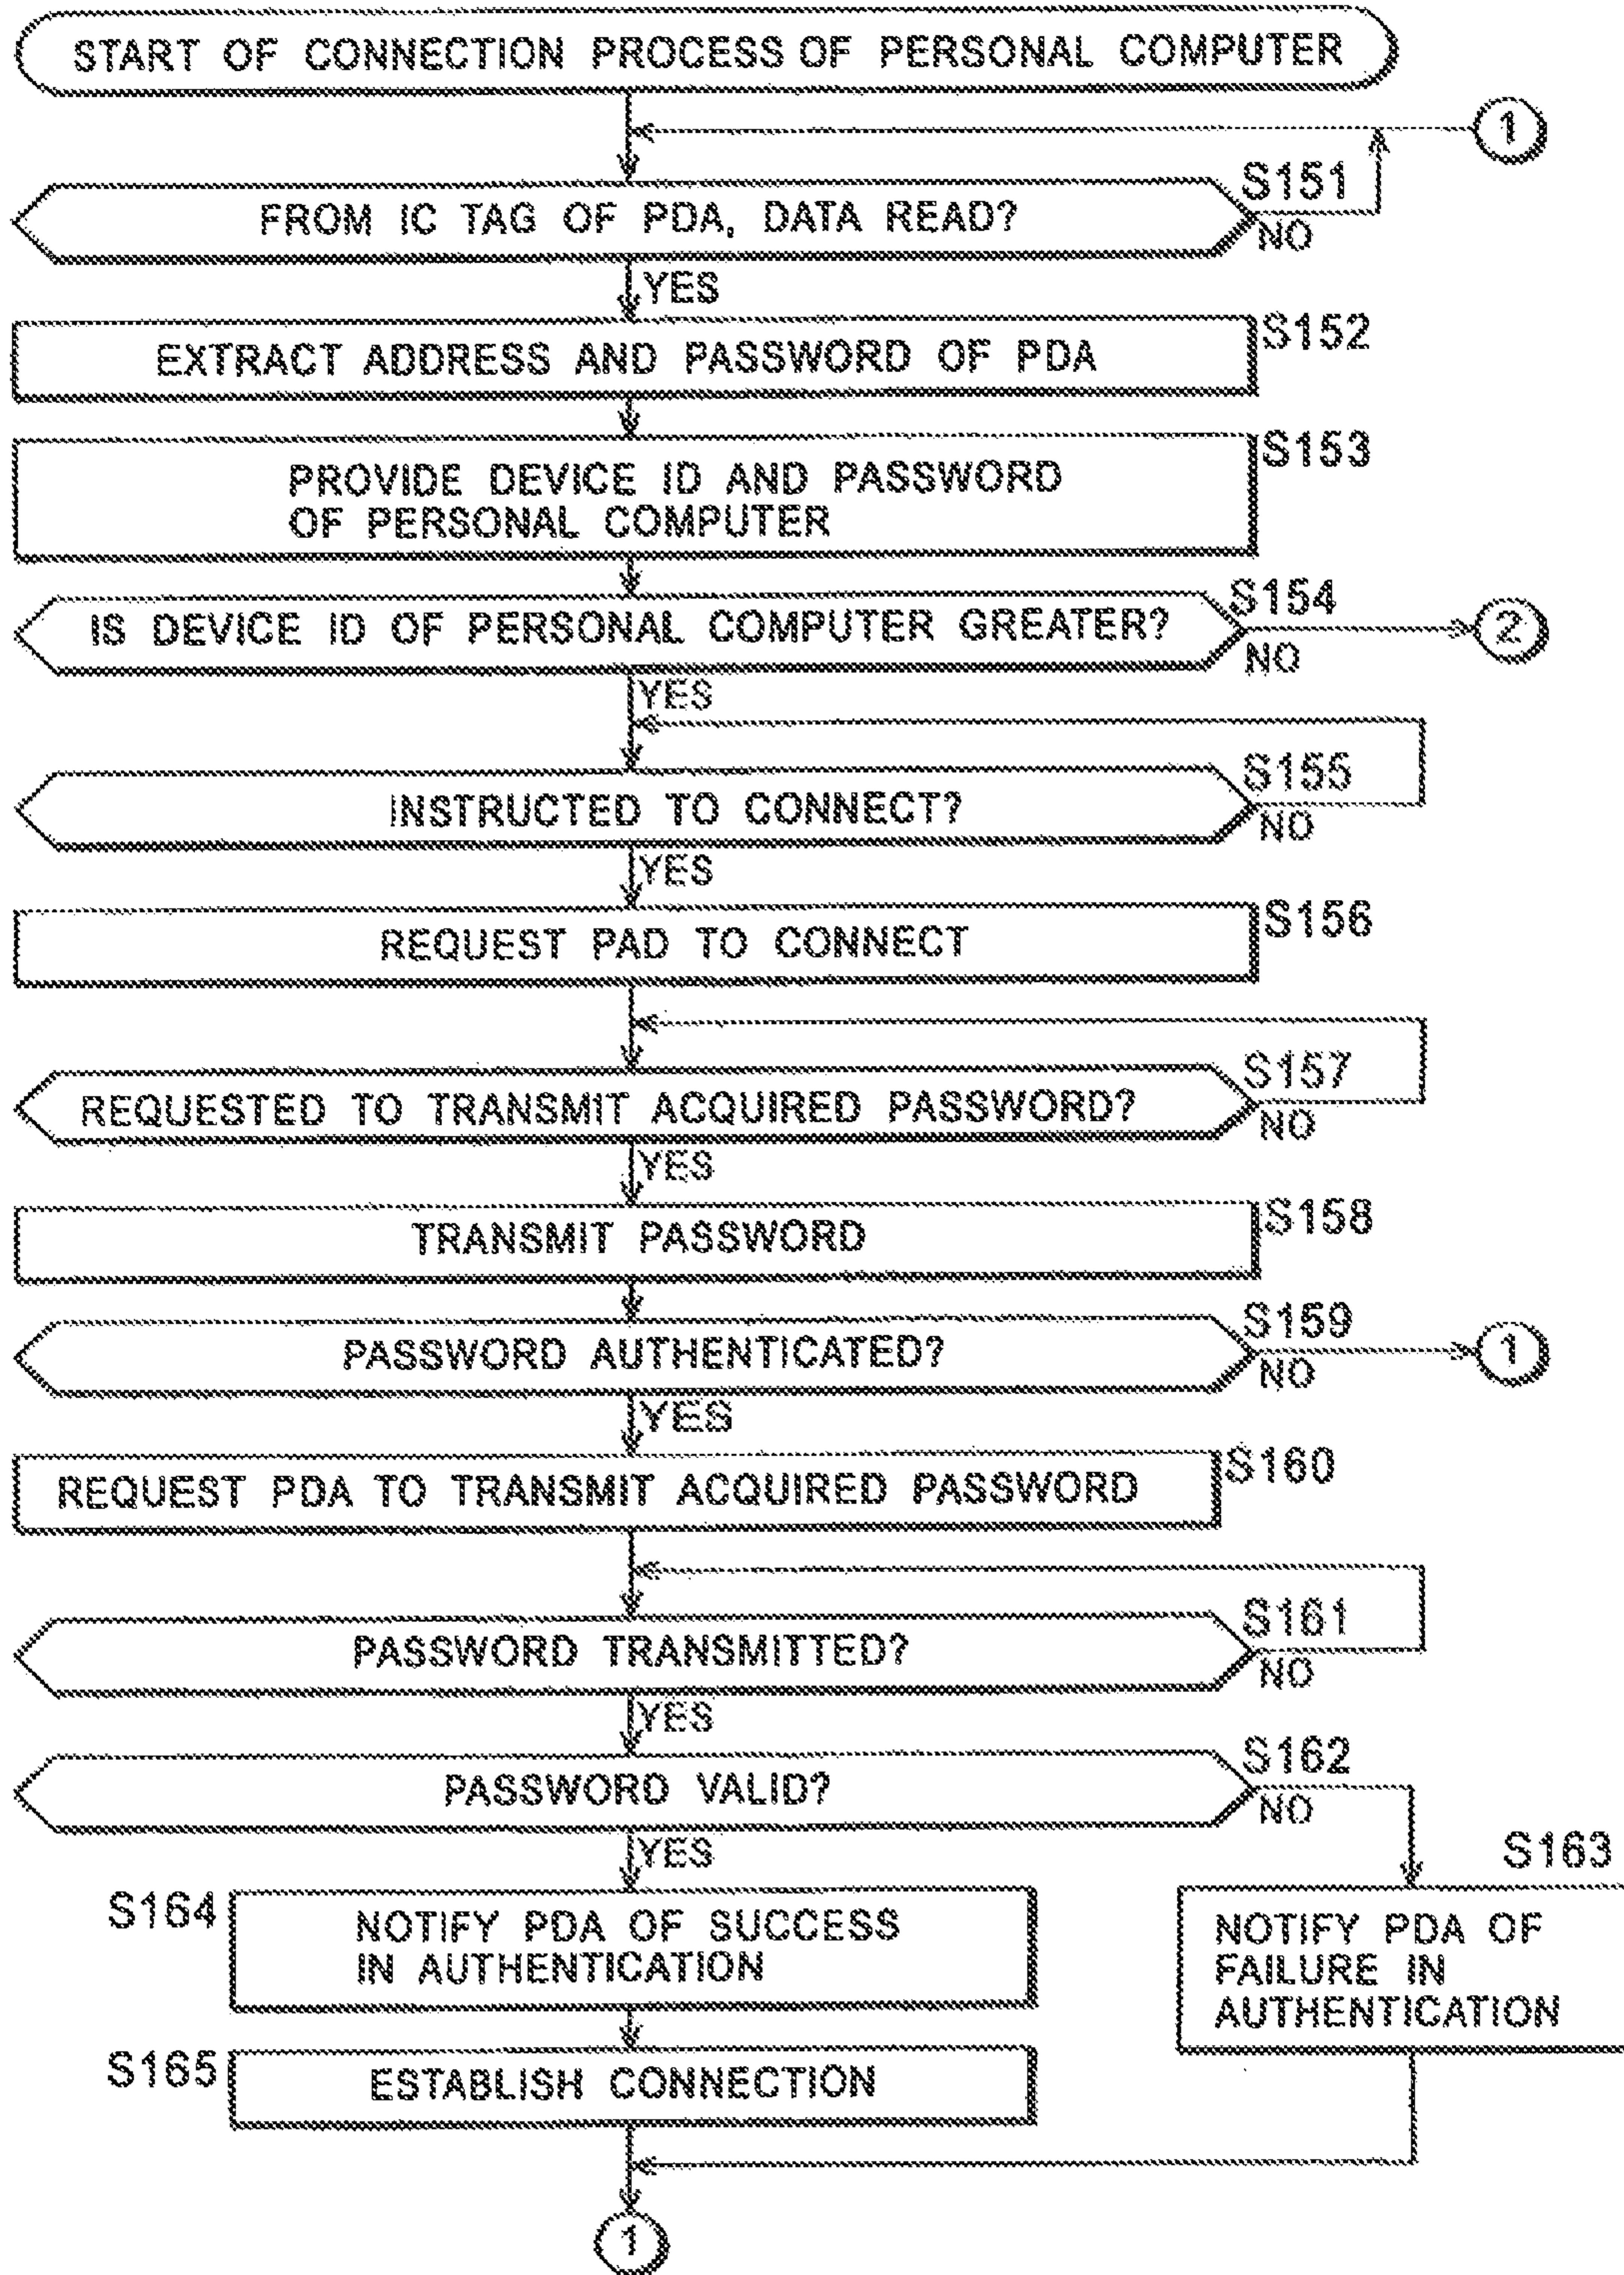 START OF CONNECTION PROCESS OF PERSONAL COMPUTER
1
S151
FROM IC TAG OF PDA, DATA READ?
NO
YES
S152
EXTRACT ADDRESS AND PASSWORD OF PDA
S153
PROVIDE DEVICE ID AND PASSWORD
OF PERSONAL COMPUTER
S154
IS DEVICE ID OF PERSONAL COMPUTER GREATER?
2
NO
YES
S155
INSTRUCTED TO CONNECT?
NO
YES
S156
REQUEST PAD TO CONNECT
S157
REQUESTED TO TRANSMIT ACQUIRED PASSWORD?
NO
YES
S158
TRANSMIT PASSWORD
S159
PASSWORD AUTHENTICATED?
1
NO
YES
S160
REQUEST PDA TO TRANSMIT ACQUIRED PASSWORD
S161
PASSWORD TRANSMITTED?
NO
YES
S162
PASSWORD VALID?
NO
YES
S163
S164
NOTIFY PDA OF SUCCESS
IN AUTHENTICATION
NOTIFY PDA OF
FAILURE IN
AUTHENTICATION
S165
ESTABLISH CONNECTION
1